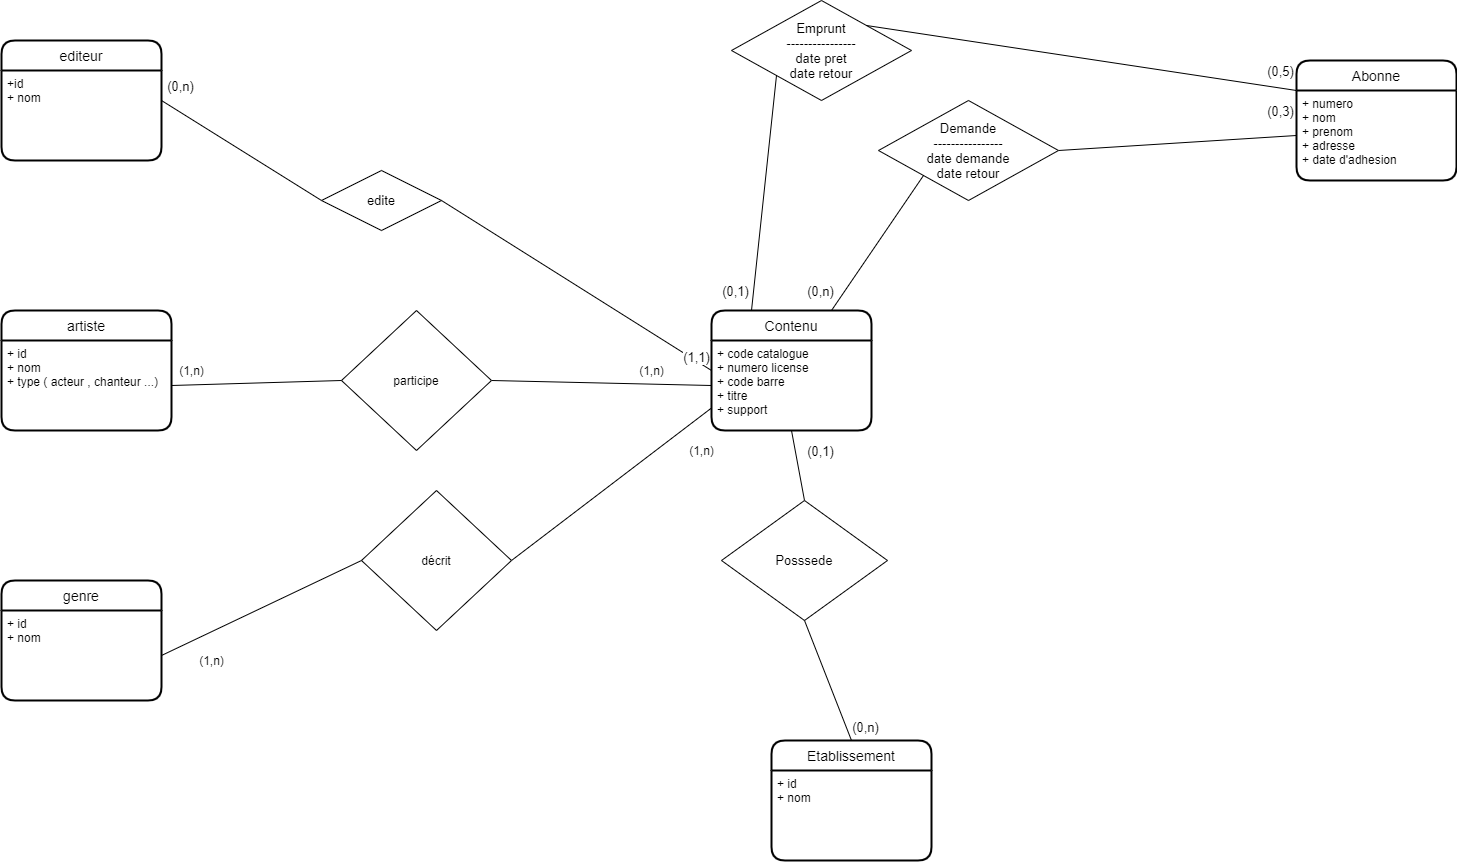 editeur
+id
+ nom
(0,n)
Emprunt
----------------
date pret
date retour
(0,5)
Abonne
+ numero
+ nom
+ prenom
+ adresse
+ date d'adhesion
(0,3)
Demande
----------------
date demande
date retour
edite
(0,1)
(0,n)
artiste
+ id
+ nom
+ type ( acteur , chanteur ...)
(1,n)
participe
(1,n)
(1,1)
Contenu
+ code catalogue
+ numero license
+ code barre
+ titre
+ support
(1,n)
(0,1)
décrit
Posssede
genre
+ id
+ nom
(1,n)
(0,n)
Etablissement
+ id
+ nom